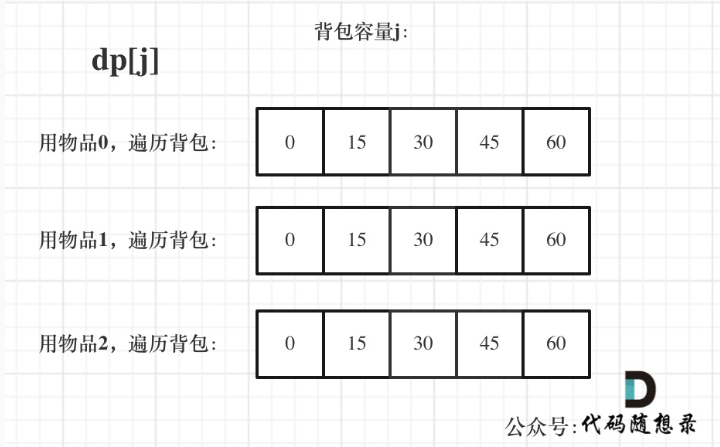 背包容量j:
dp[j]
用物品0，遍历背包: 0 15 30 45 60
用物品1，遍历背包: 0 15 30 45 60
用物品2，遍历背包: 0 15 30 45 60
公众号:代码随想录